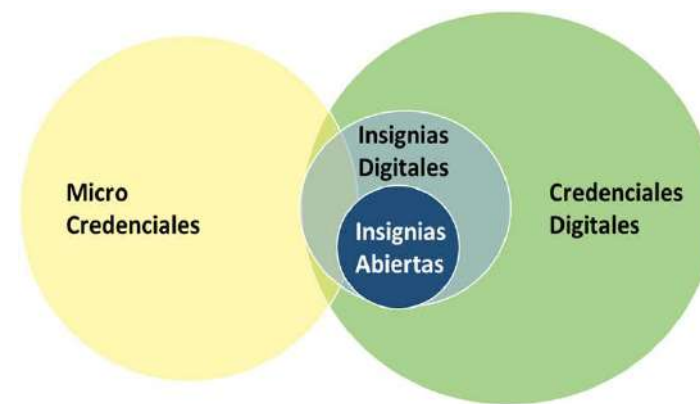 Micro
Credenciales
Insignias
Digitales
Insignias
Abiertas
Credenciales
Digitales